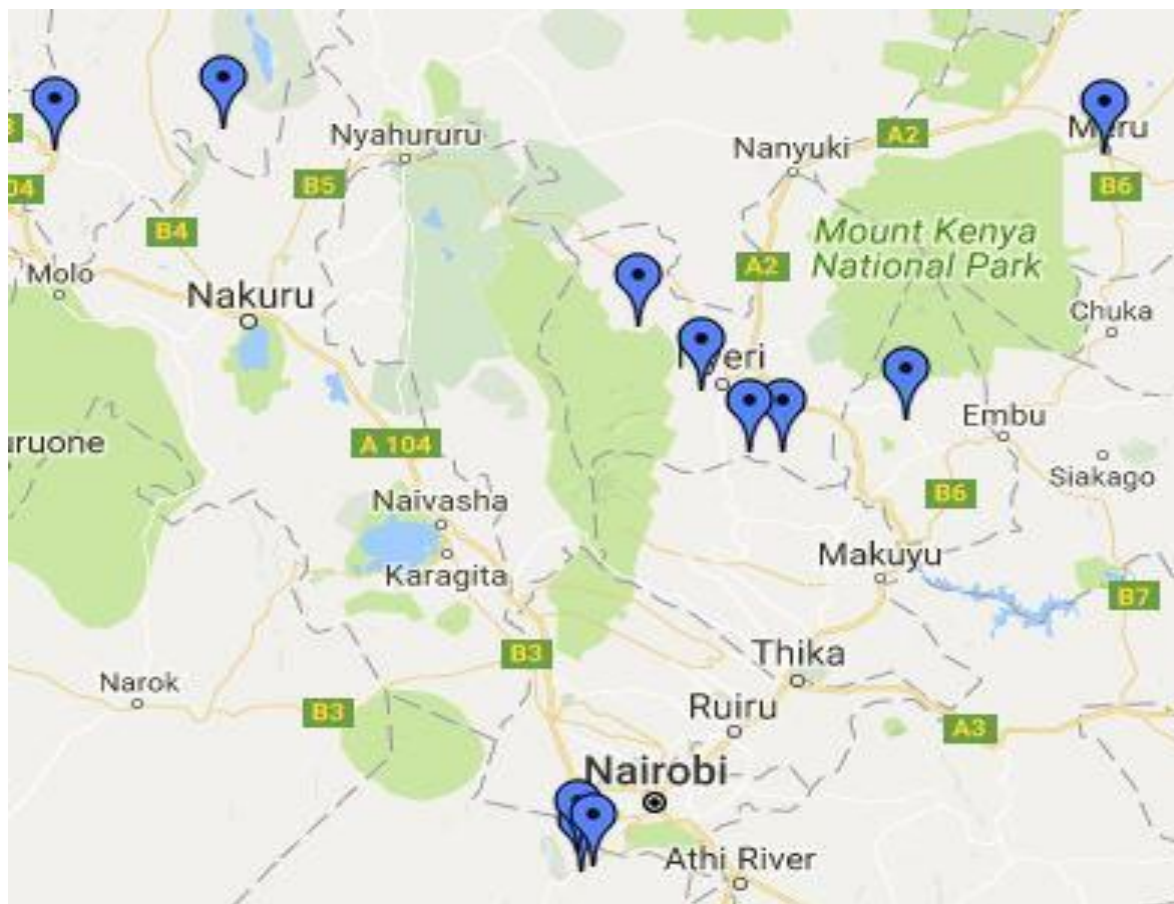 Nyahururu
Nanyuki
A2
B5
B6
04
B4
Mount Kenya
National Park
A2
Molo
Nakuru
Chuka
Embu
uruone
A 104
Siakago
B6
Naivasha
Makuyu
Karagita
B7
B3
Thika
Narok
B3
Ruiru
A3
Nairobi
Athi River